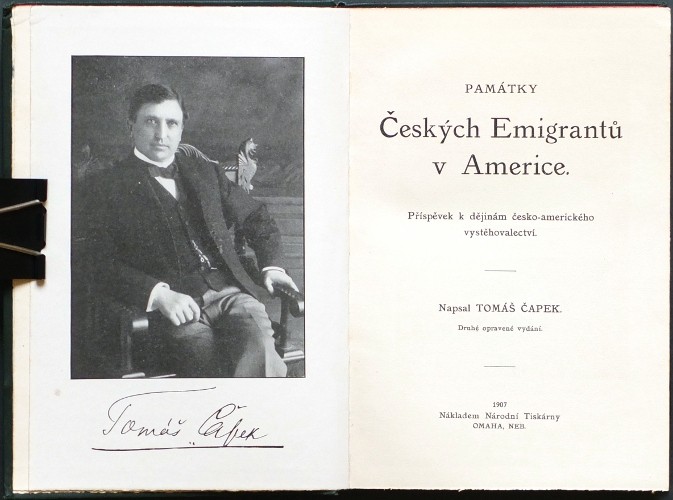 Tomáš Čapek
PAMÁTKY
Českých Emigrantů
v Americe.
Příspěvek k dějinám česko-amerického
vystěhovalectví.
Napsal TOMÁŠ ČAPEK.
Druhé opravené vydání.
1907
Nákladem Národní Tiskárny
OMAHA, NEB.